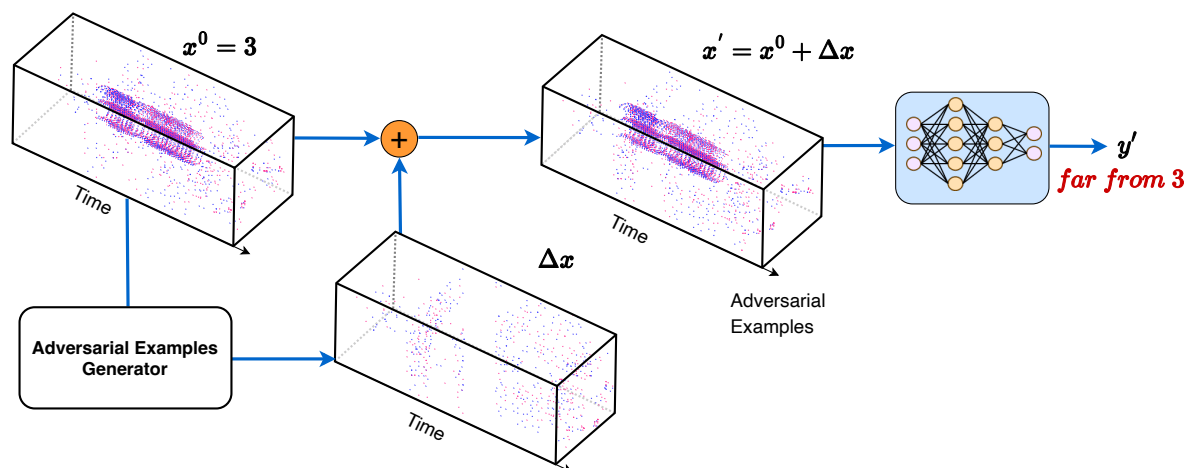 x⁰ = 3
x′ = x⁰ + Δx
+
y′
far from 3
Time
Time
Δx
Adversarial
Examples
Adversarial Examples
Generator
Time